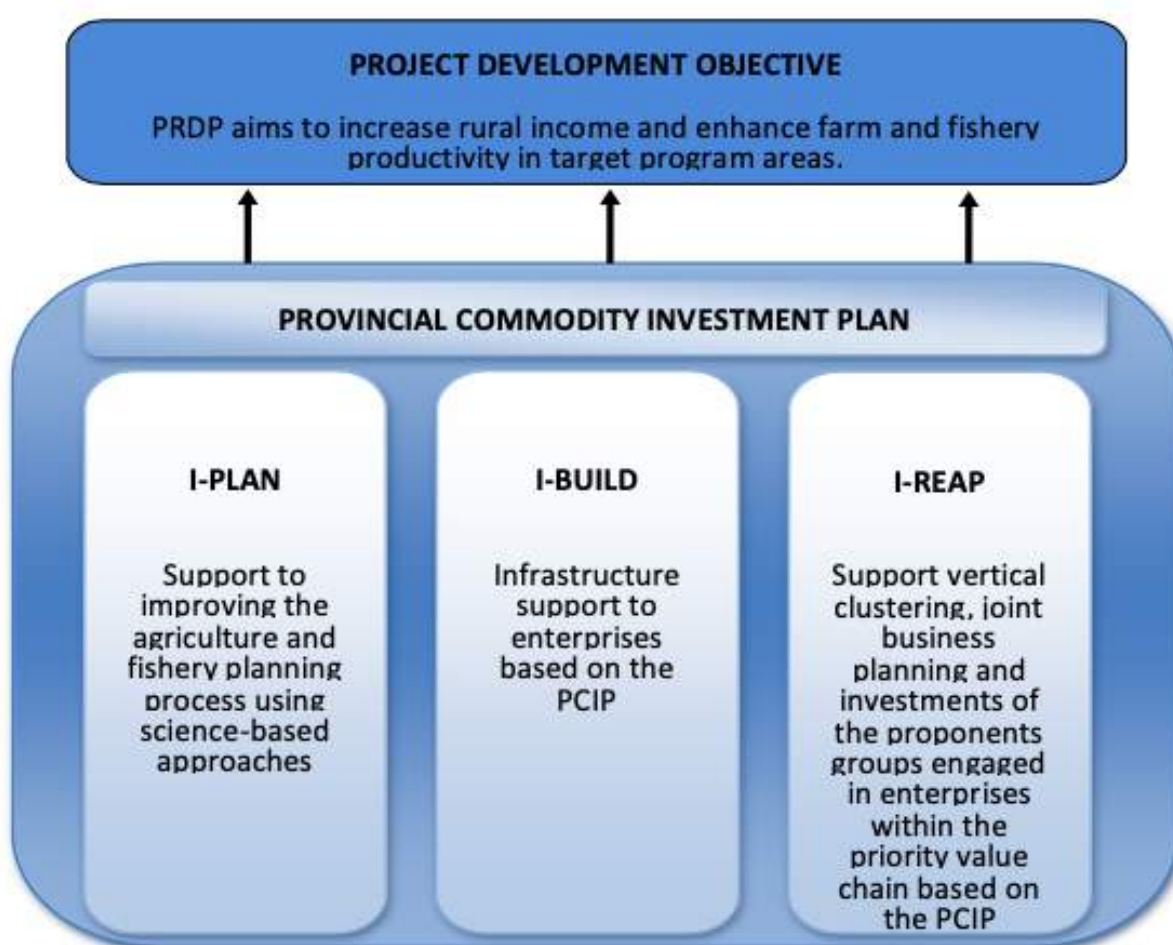 PROJECT DEVELOPMENT OBJECTIVE
PRDP aims to increase rural income and enhance farm and fishery
productivity in target program areas.
PROVINCIAL COMMODITY INVESTMENT PLAN
I-PLAN
Support to
improving the
agriculture and
fishery planning
process using
science-based
approaches
I-BUILD
Infrastructure
support to
enterprises
based on the
PCIP
I-REAP
Support vertical
clustering, joint
business
planning and
investments of
the proponents
groups engaged
in enterprises
within the
priority value
chain based on
the PCIP